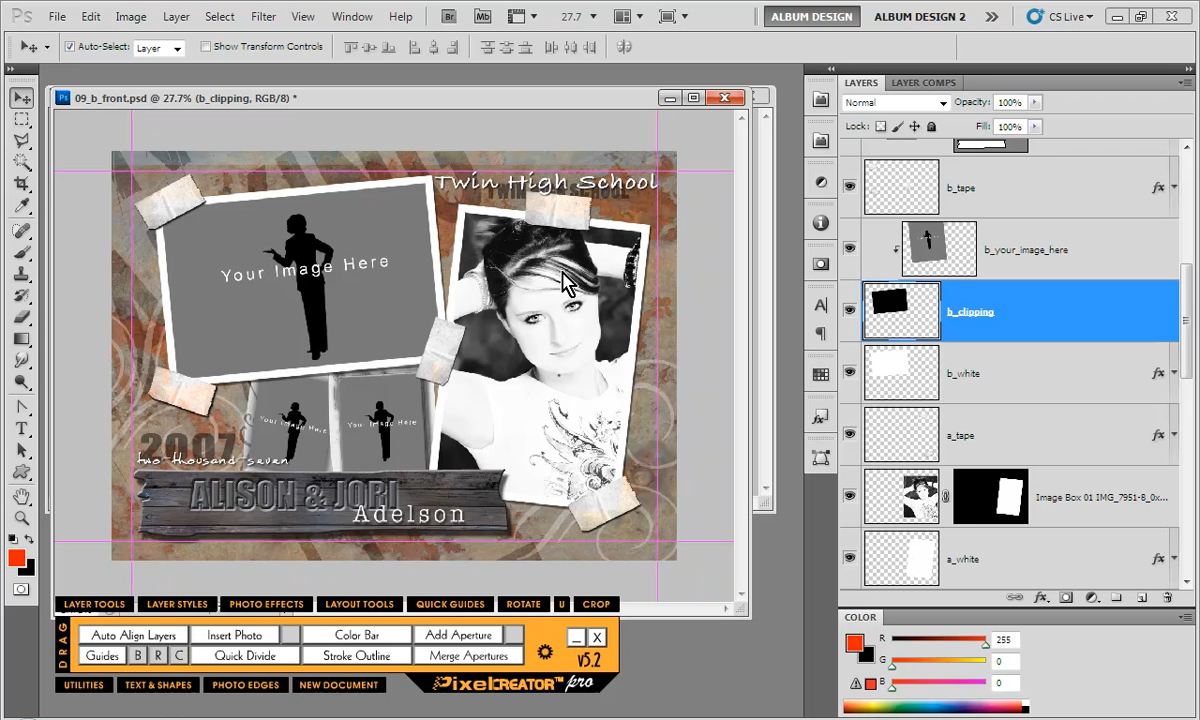 Ps File Edit Image Layer Select Filter View Window Help Br Mb 27.7 ALBUM DESIGN ALBUM DESIGN 2 CS Live
Auto-Select: Layer Show Transform Controls
09_b_front.psd @ 27.7% (b_clipping, RGB/8) *
Twin High School
Your Image Here
Your Image Here
Your Image Here
2007
two-thousand-seven
ALISON & JORI
Adelson
LAYER TOOLS LAYER STYLES PHOTO EFFECTS LAYOUT TOOLS QUICK GUIDES ROTATE U CROP
DRAG
Auto Align Layers Insert Photo Color Bar Add Aperture
Guides B R C Quick Divide Stroke Outline Merge Apertures
_ X
v5.2
UTILITIES TEXT & SHAPES PHOTO EDGES NEW DOCUMENT PixelCREATOR™ pro
LAYERS LAYER COMPS
Normal Opacity: 100%
Lock: Fill: 100%
b_tape fx
b_your_image_here
b_clipping
b_white fx
a_tape fx
Image Box 01 IMG_7951-8_0x...
a_white fx
COLOR
R 255
G 0
B 0